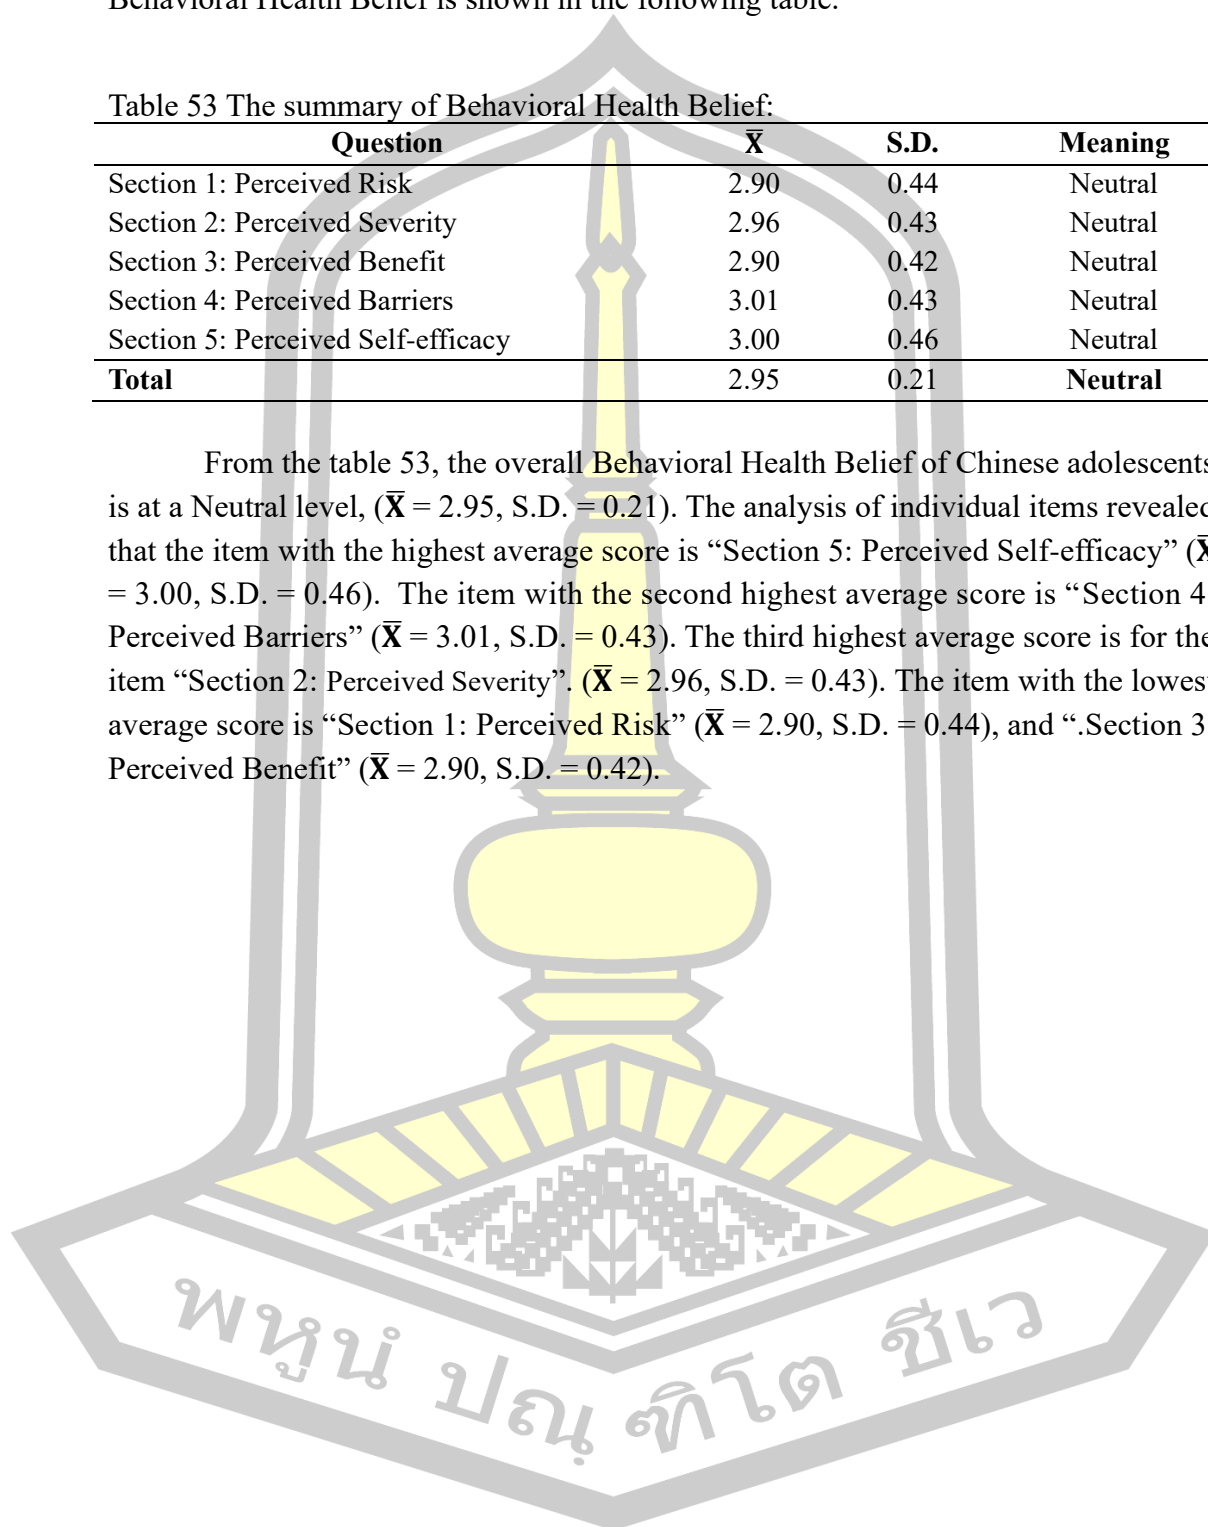 Behavioral Health Belief is shown in the following table.
Table 53 The summary of Behavioral Health Belief:
Question X̅ S.D. Meaning
Section 1: Perceived Risk 2.90 0.44 Neutral
Section 2: Perceived Severity 2.96 0.43 Neutral
Section 3: Perceived Benefit 2.90 0.42 Neutral
Section 4: Perceived Barriers 3.01 0.43 Neutral
Section 5: Perceived Self-efficacy 3.00 0.46 Neutral
Total 2.95 0.21 Neutral
From the table 53, the overall Behavioral Health Belief of Chinese adolescents
is at a Neutral level, (X̅ = 2.95, S.D. = 0.21). The analysis of individual items revealed
that the item with the highest average score is “Section 5: Perceived Self-efficacy” (X̅
= 3.00, S.D. = 0.46). The item with the second highest average score is “Section 4
Perceived Barriers” (X̅ = 3.01, S.D. = 0.43). The third highest average score is for the
item “Section 2: Perceived Severity”. (X̅ = 2.96, S.D. = 0.43). The item with the lowest
average score is “Section 1: Perceived Risk” (X̅ = 2.90, S.D. = 0.44), and “.Section 3
Perceived Benefit” (X̅ = 2.90, S.D. = 0.42).
พหูนํ ปณฺฑิโต ชีเว